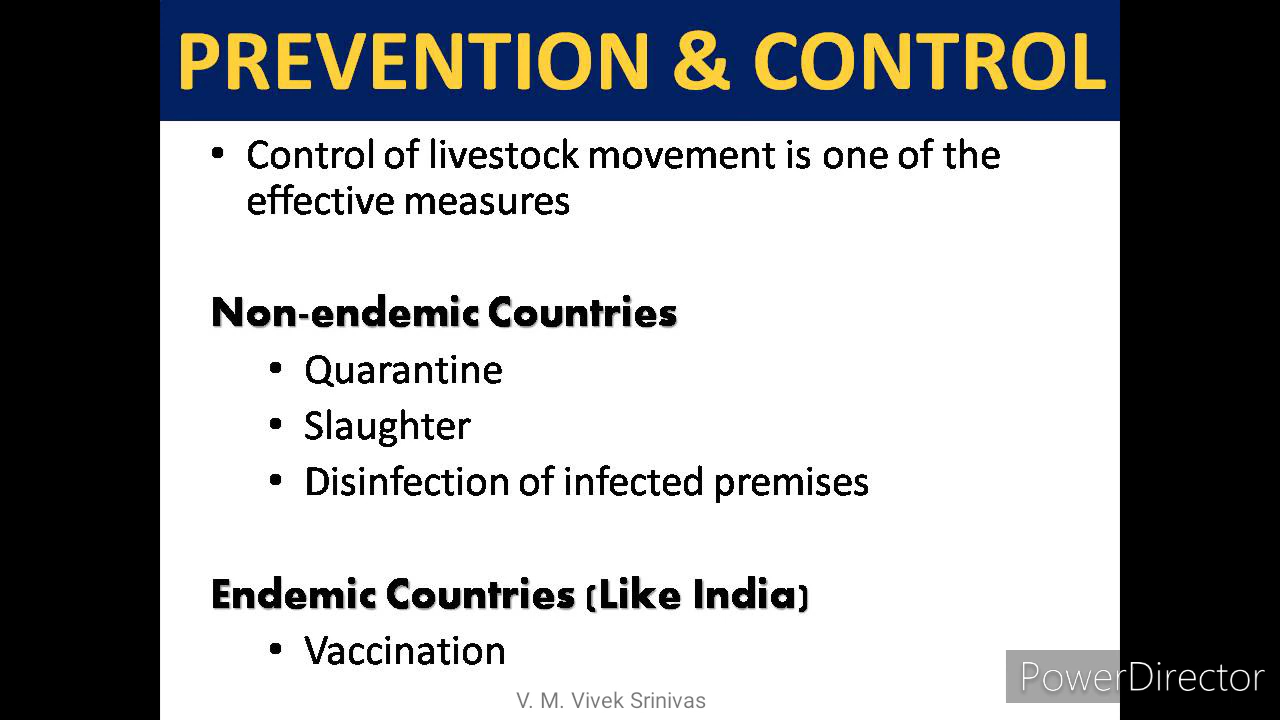 PREVENTION & CONTROL
• Control of livestock movement is one of the
effective measures
Non-endemic Countries
• Quarantine
• Slaughter
• Disinfection of infected premises
Endemic Countries (Like India)
• Vaccination
V. M. Vivek Srinivas
PowerDirector